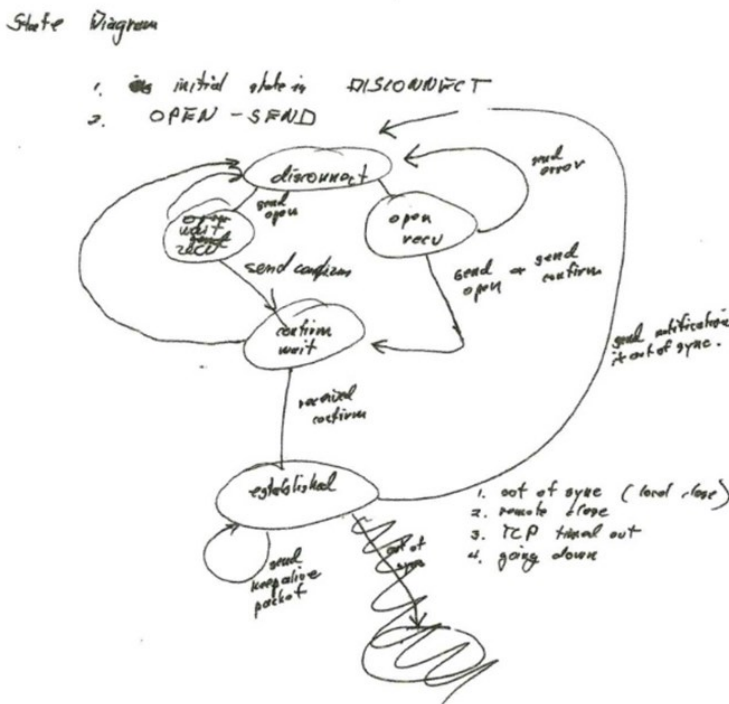 State Diagram
1. initial state is DISCONNECT
2. OPEN - SEND
disconnect
send
error
send
open
open
wait
recv
open
recv
send confirm
send or send
open confirm
confirm
wait
send notification
if out of sync.
received
confirm
established
1. out of sync (local close)
2. remote close
3. TCP timed out
4. going down
out of
sync
send
keepalive
packet